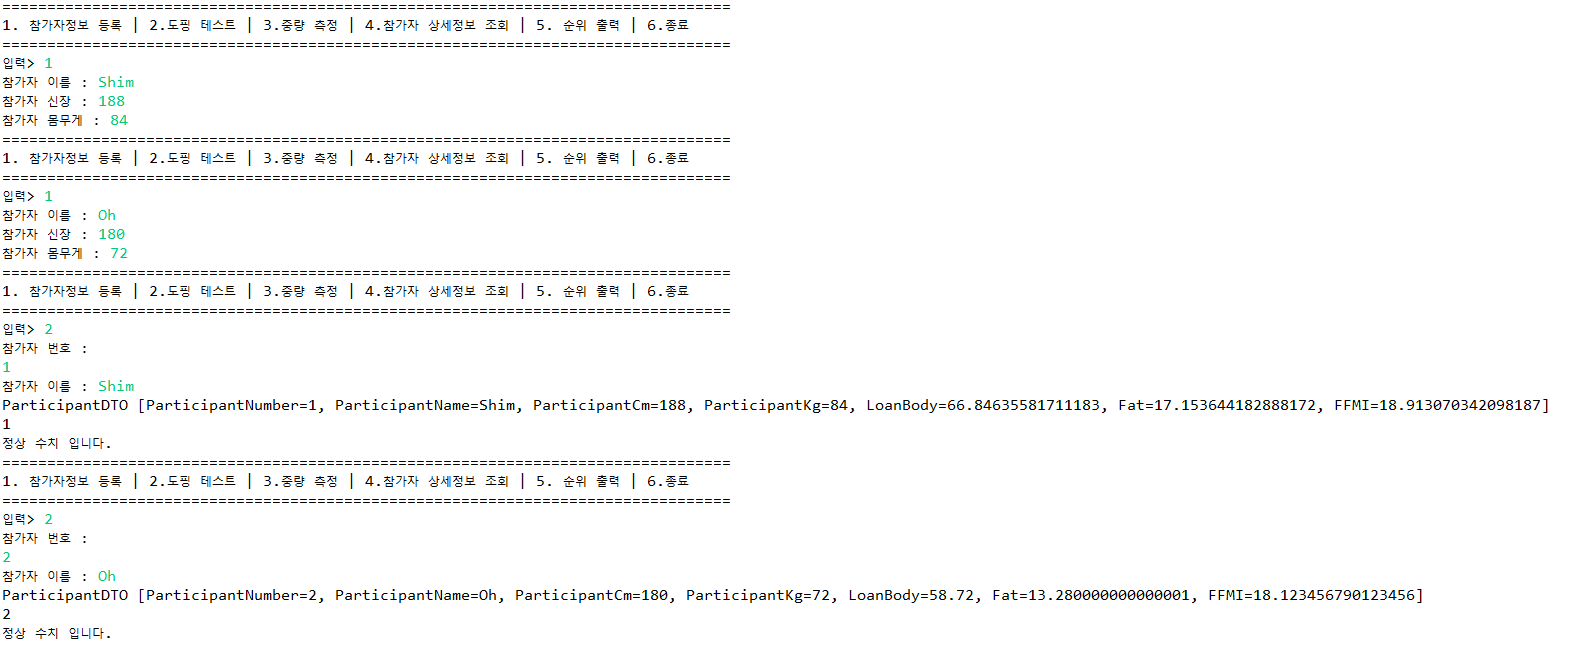 =================================================================================
1. 참가자정보 등록 | 2.도핑 테스트 | 3.중량 측정 | 4.참가자 상세정보 조회 | 5. 순위 출력 | 6.종료
=================================================================================
입력> 1
참가자 이름 : Shim
참가자 신장 : 188
참가자 몸무게 : 84
=================================================================================
1. 참가자정보 등록 | 2.도핑 테스트 | 3.중량 측정 | 4.참가자 상세정보 조회 | 5. 순위 출력 | 6.종료
=================================================================================
입력> 1
참가자 이름 : Oh
참가자 신장 : 180
참가자 몸무게 : 72
=================================================================================
1. 참가자정보 등록 | 2.도핑 테스트 | 3.중량 측정 | 4.참가자 상세정보 조회 | 5. 순위 출력 | 6.종료
=================================================================================
입력> 2
참가자 번호 :
1
참가자 이름 : Shim
ParticipantDTO [ParticipantNumber=1, ParticipantName=Shim, ParticipantCm=188, ParticipantKg=84, LoanBody=66.84635581711183, Fat=17.153644182888172, FFMI=18.913070342098187]
1
정상 수치 입니다.
=================================================================================
1. 참가자정보 등록 | 2.도핑 테스트 | 3.중량 측정 | 4.참가자 상세정보 조회 | 5. 순위 출력 | 6.종료
=================================================================================
입력> 2
참가자 번호 :
2
참가자 이름 : Oh
ParticipantDTO [ParticipantNumber=2, ParticipantName=Oh, ParticipantCm=180, ParticipantKg=72, LoanBody=58.72, Fat=13.280000000000001, FFMI=18.123456790123456]
2
정상 수치 입니다.